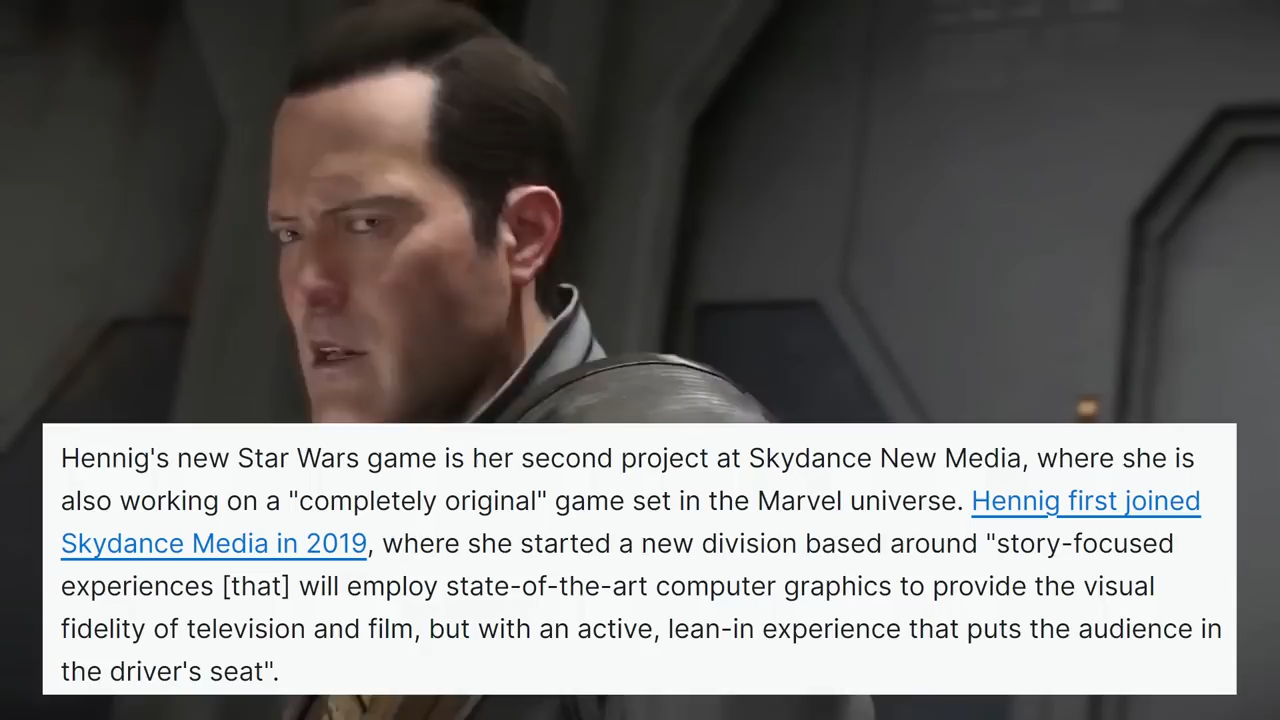 Hennig's new Star Wars game is her second project at Skydance New Media, where she is
also working on a "completely original" game set in the Marvel universe. Hennig first joined
Skydance Media in 2019, where she started a new division based around "story-focused
experiences [that] will employ state-of-the-art computer graphics to provide the visual
fidelity of television and film, but with an active, lean-in experience that puts the audience in
the driver's seat".